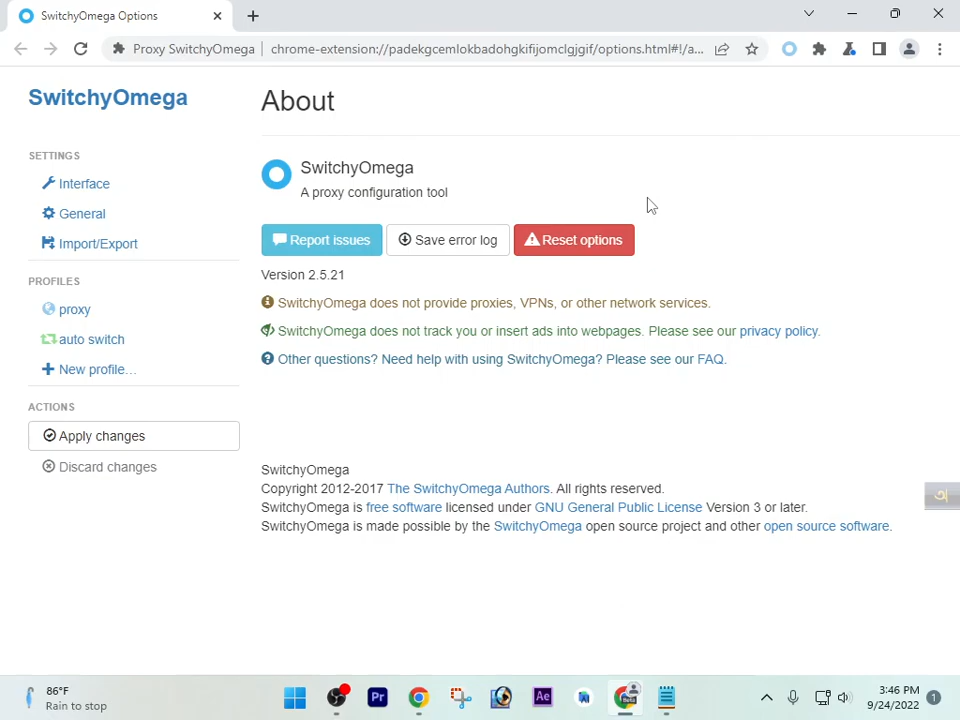 SwitchyOmega Options
Proxy SwitchyOmega | chrome-extension://padekgcemlokbadohgkifijomclgjgif/options.html#!/a...
SwitchyOmega
About
SETTINGS
SwitchyOmega
Interface
A proxy configuration tool
General
Report issues
Save error log
Reset options
Import/Export
Version 2.5.21
PROFILES
SwitchyOmega does not provide proxies, VPNs, or other network services.
proxy
SwitchyOmega does not track you or insert ads into webpages. Please see our privacy policy.
auto switch
Other questions? Need help with using SwitchyOmega? Please see our FAQ.
New profile...
ACTIONS
Apply changes
Discard changes
SwitchyOmega
Copyright 2012-2017 The SwitchyOmega Authors. All rights reserved.
SwitchyOmega is free software licensed under GNU General Public License Version 3 or later.
SwitchyOmega is made possible by the SwitchyOmega open source project and other open source software.
অ
86°F
Rain to stop
Pr
Ae
3:46 PM
9/24/2022
1